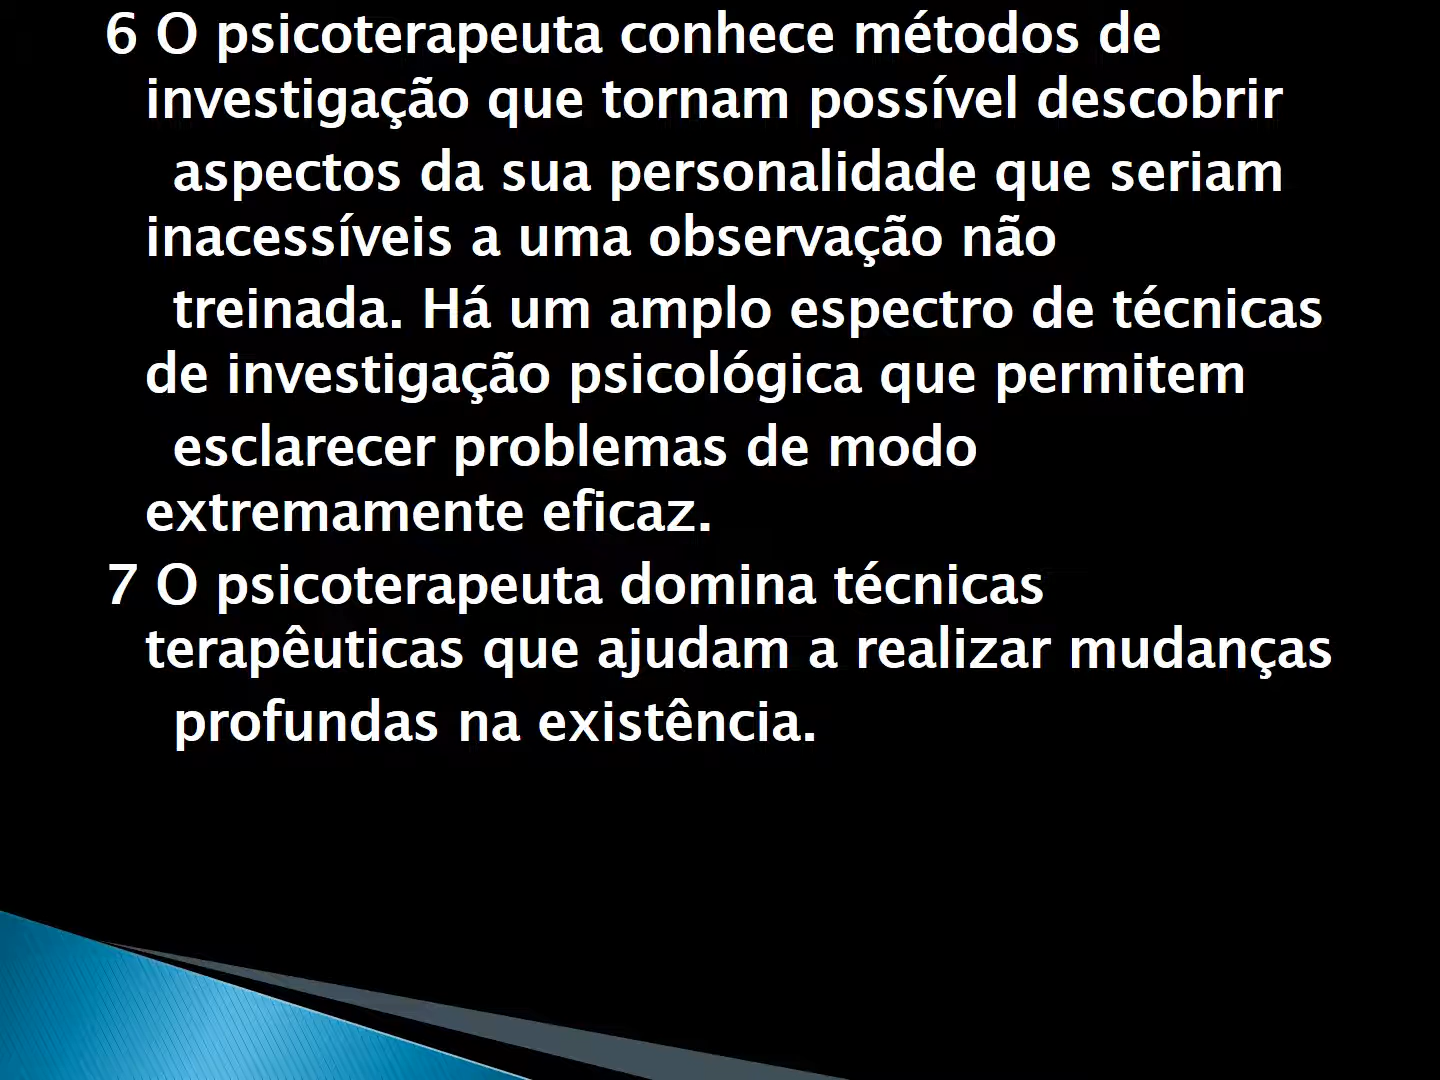 6 O psicoterapeuta conhece métodos de
investigação que tornam possível descobrir
aspectos da sua personalidade que seriam
inacessíveis a uma observação não
treinada. Há um amplo espectro de técnicas
de investigação psicológica que permitem
esclarecer problemas de modo
extremamente eficaz.
7 O psicoterapeuta domina técnicas
terapêuticas que ajudam a realizar mudanças
profundas na existência.